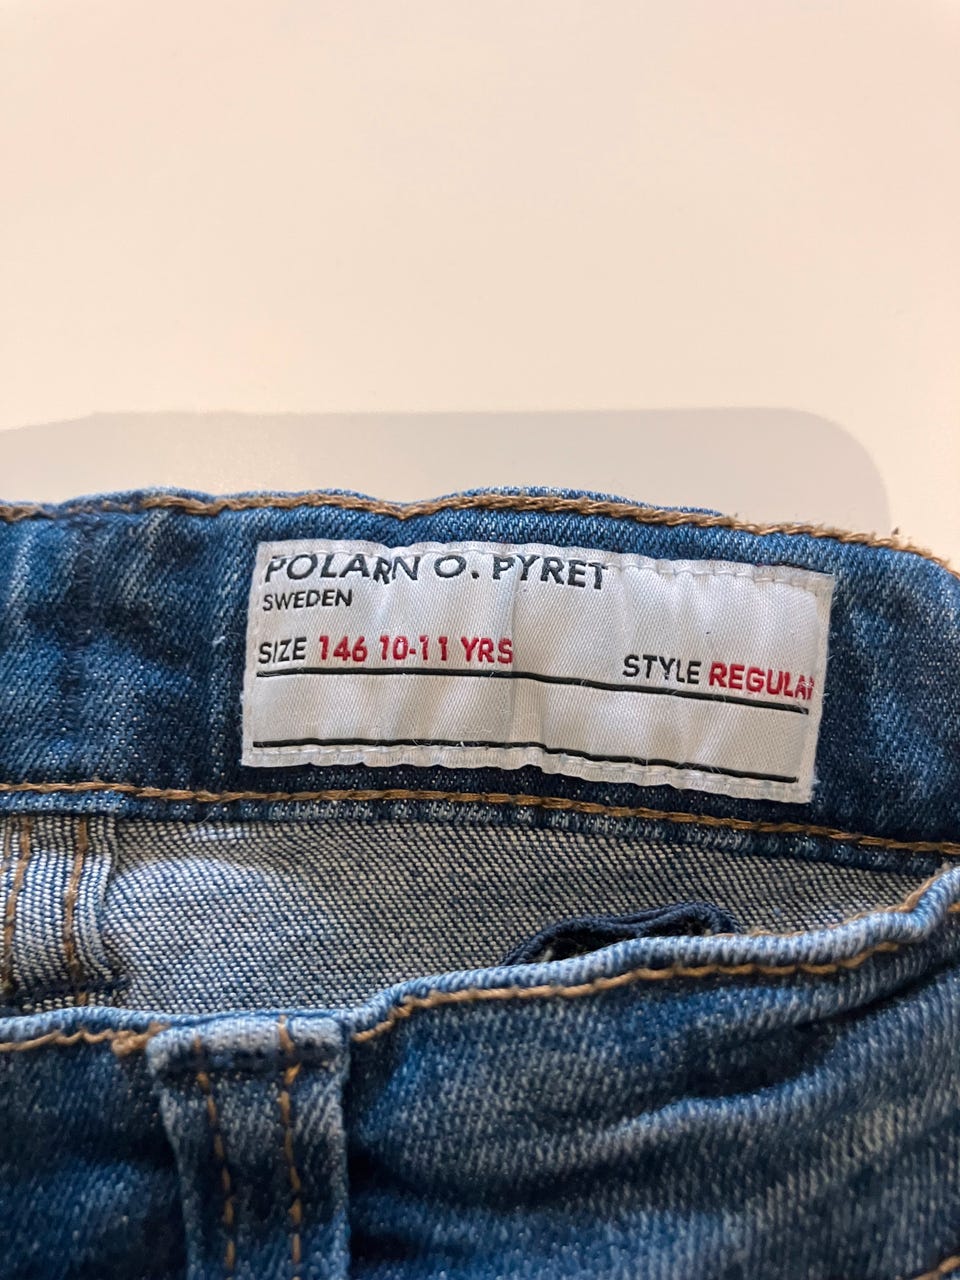 POLARN O. PYRET
SWEDEN
SIZE 146 10-11 YRS
STYLE REGULAR